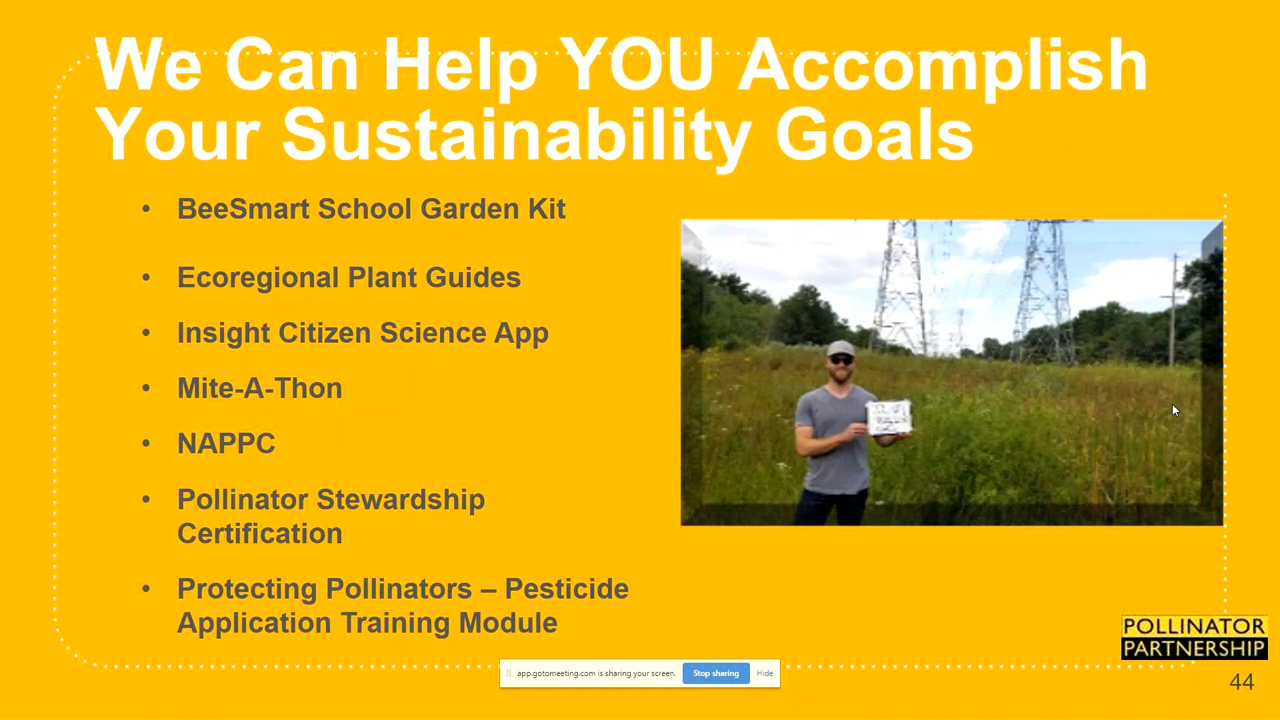 We Can Help YOU Accomplish
Your Sustainability Goals
• BeeSmart School Garden Kit
• Ecoregional Plant Guides
• Insight Citizen Science App
• Mite-A-Thon
• NAPPC
• Pollinator Stewardship
Certification
• Protecting Pollinators – Pesticide
Application Training Module
POLLINATOR
PARTNERSHIP
app.gotomeeting.com is sharing your screen. Stop sharing Hide
44